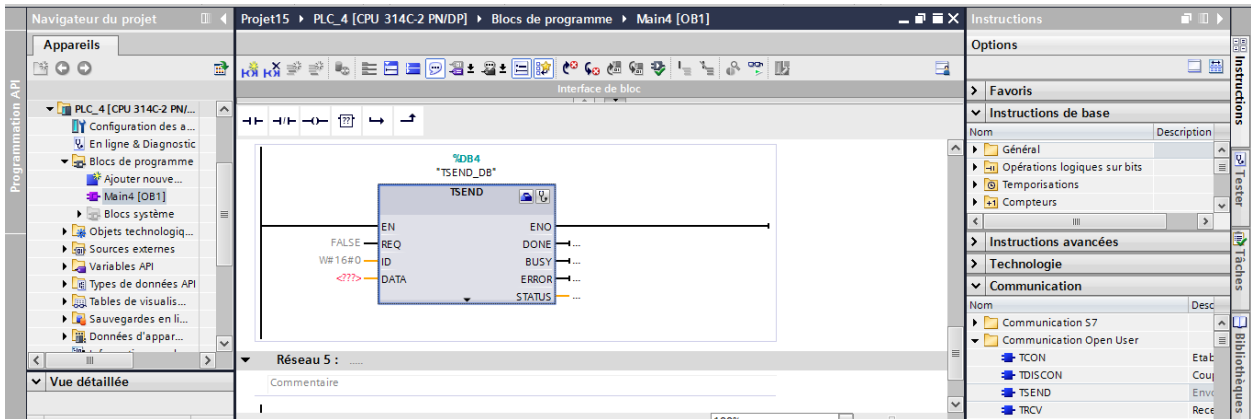 Navigateur du projet
Appareils
Programmation API
PLC_4 [CPU 314C-2 PN/...
Configuration des a...
En ligne & Diagnostic
Blocs de programme
Ajouter nouve...
Main4 [OB1]
Blocs système
Objets technologiq...
Sources externes
Variables API
Types de données API
Tables de visualis...
Sauvegardes en li...
Données d'appar...
Vue détaillée
Projet15 PLC_4 [CPU 314C-2 PN/DP] Blocs de programme Main4 [OB1]
Interface de bloc
??
%DB4
"TSEND_DB"
TSEND
EN ENO
FALSE REQ DONE ...
W#16#0 ID BUSY ...
<???> DATA ERROR ...
STATUS ...
Réseau 5 : .....
Commentaire
Instructions
Options
Favoris
Instructions de base
Nom Description
Général
Opérations logiques sur bits
Temporisations
Compteurs
Instructions avancées
Technologie
Communication
Nom Desc
Communication S7
Communication Open User
TCON Etab
TDISCON Coup
TSEND Envo
TRCV Rece
Instructions
Tester
Tâches
Bibliothèques